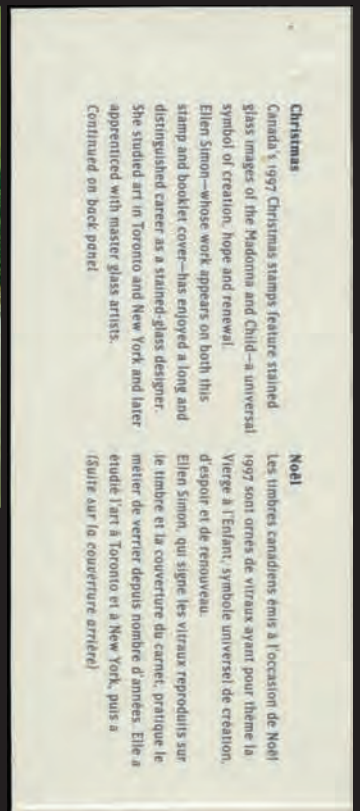 Christmas
Canada's 1997 Christmas stamps feature stained
glass images of the Madonna and Child—a universal
symbol of creation, hope and renewal.
Ellen Simon—whose work appears on both this
stamp and booklet cover—has enjoyed a long and
distinguished career as a stained-glass designer.
She studied art in Toronto and New York and later
apprenticed with master glass artists.
Continued on back panel
Noël
Les timbres canadiens émis à l'occasion de Noël
1997 sont ornés de vitraux ayant pour thème la
Vierge à l'Enfant, symbole universel de création,
d'espoir et de renouveau.
Ellen Simon, qui signe les vitraux reproduits sur
le timbre et la couverture du carnet, pratique le
métier de verrier depuis nombre d'années. Elle a
étudié l'art à Toronto et à New York, puis a
(Suite sur la couverture arrière)